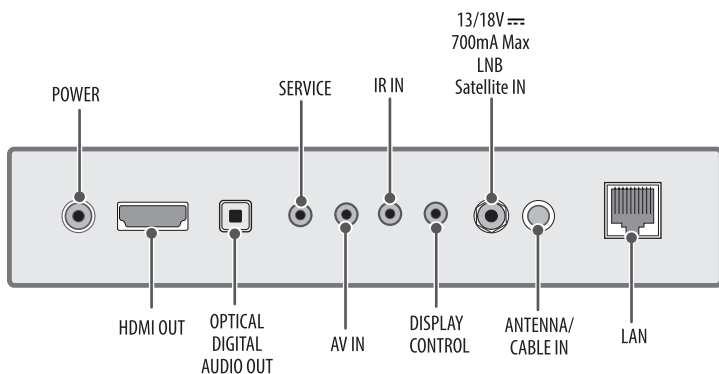 13/18V ⎓
700mA Max
LNB
Satellite IN
POWER
SERVICE
IR IN
HDMI OUT
OPTICAL
DIGITAL
AUDIO OUT
AV IN
DISPLAY
CONTROL
ANTENNA/
CABLE IN
LAN